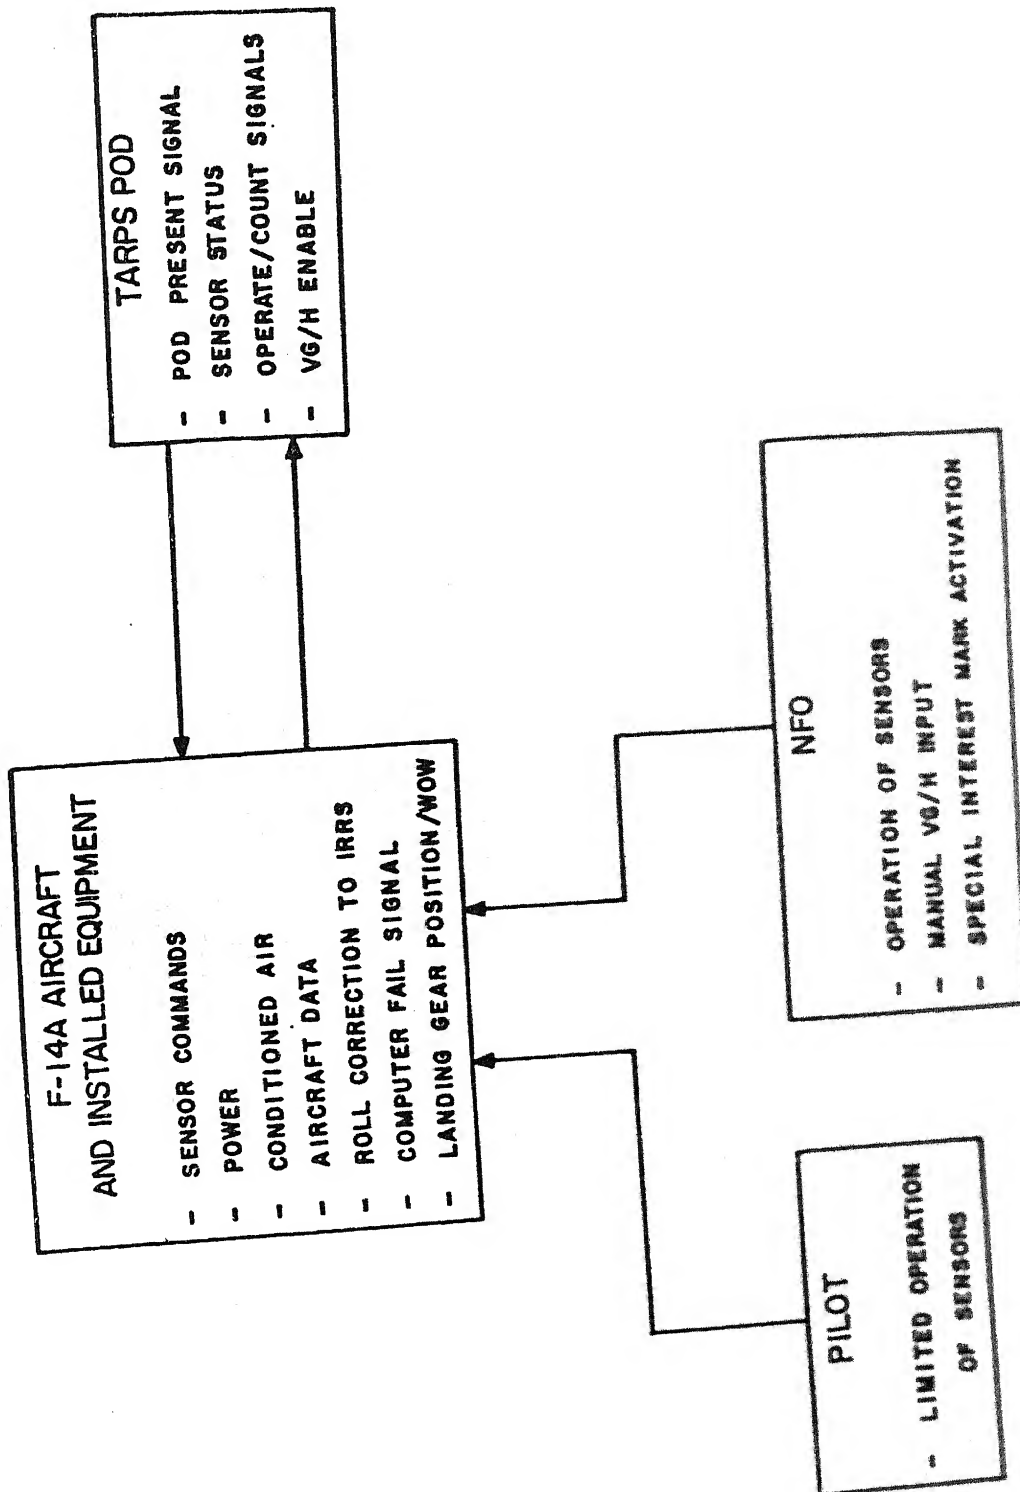 F-14A AIRCRAFT
AND INSTALLED EQUIPMENT
- SENSOR COMMANDS
- POWER
- CONDITIONED AIR
- AIRCRAFT DATA
- ROLL CORRECTION TO IRRS
- COMPUTER FAIL SIGNAL
- LANDING GEAR POSITION/WOW
TARPS POD
- POD PRESENT SIGNAL
- SENSOR STATUS
- OPERATE/COUNT SIGNALS
- VG/H ENABLE
PILOT
- LIMITED OPERATION
OF SENSORS
NFO
- OPERATION OF SENSORS
- MANUAL VG/H INPUT
- SPECIAL INTEREST MARK ACTIVATION